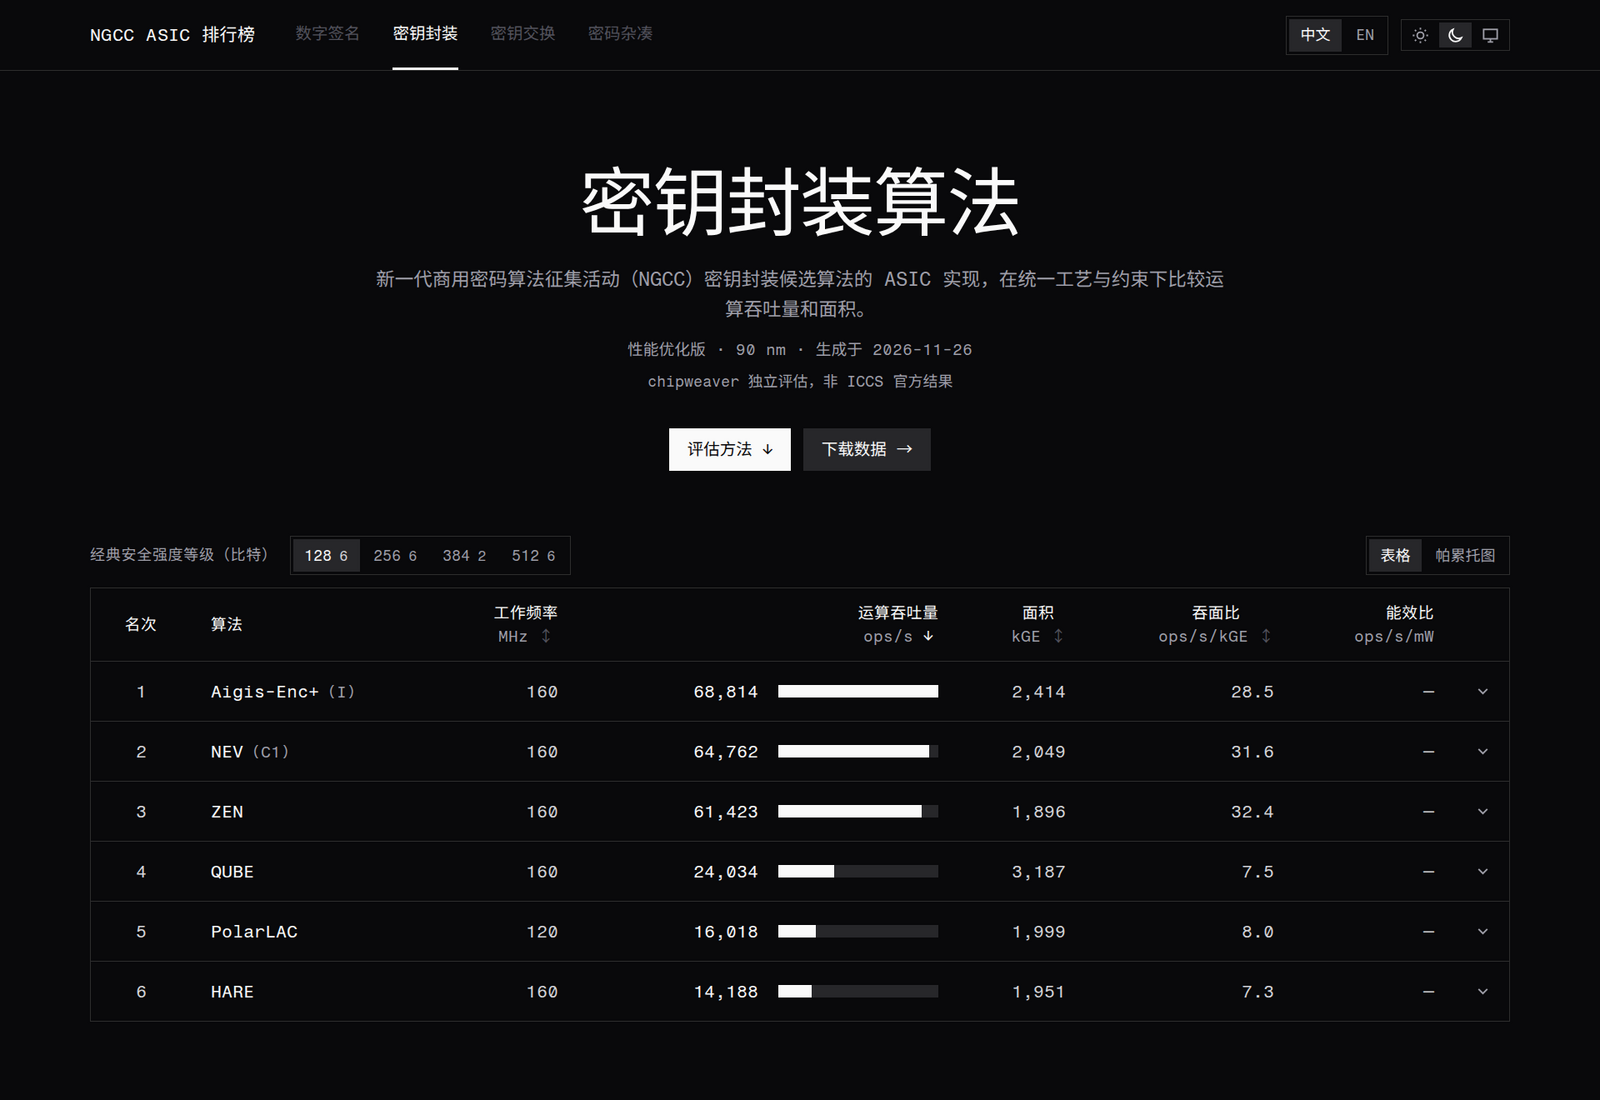 NGCC ASIC 排行榜 数字签名 密钥封装 密钥交换 密码杂凑 中文 EN
密钥封装算法
新一代商用密码算法征集活动（NGCC）密钥封装候选算法的 ASIC 实现，在统一工艺与约束下比较运
算吞吐量和面积。
性能优化版 · 90 nm · 生成于 2026-11-26
chipweaver 独立评估，非 ICCS 官方结果
评估方法 ↓ 下载数据 →
经典安全强度等级（比特） 128 6 256 6 384 2 512 6 表格 帕累托图
名次 算法 工作频率 运算吞吐量 面积 吞面比 能效比
MHz ↕ ops/s ↓ kGE ↕ ops/s/kGE ↕ ops/s/mW
1 Aigis-Enc+ (I) 160 68,814 2,414 28.5 —
2 NEV (C1) 160 64,762 2,049 31.6 —
3 ZEN 160 61,423 1,896 32.4 —
4 QUBE 160 24,034 3,187 7.5 —
5 PolarLAC 120 16,018 1,999 8.0 —
6 HARE 160 14,188 1,951 7.3 —